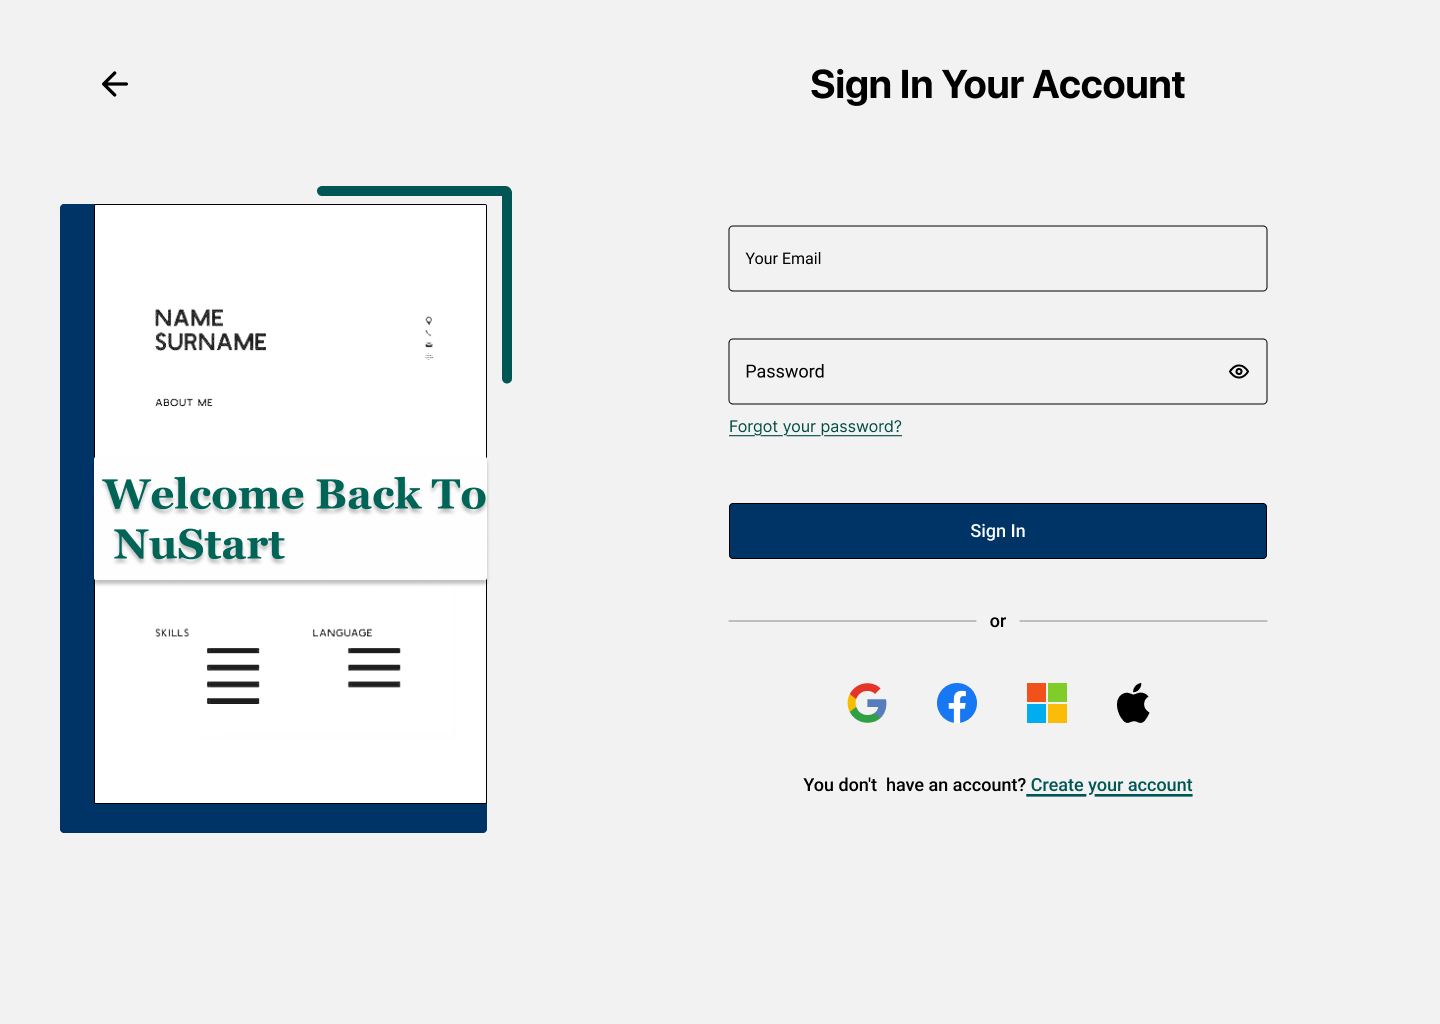 Sign In Your Account
NAME
SURNAME
ABOUT ME
Welcome Back To
NuStart
SKILLS
LANGUAGE
Your Email
Password
Forgot your password?
Sign In
or
You don't  have an account? Create your account